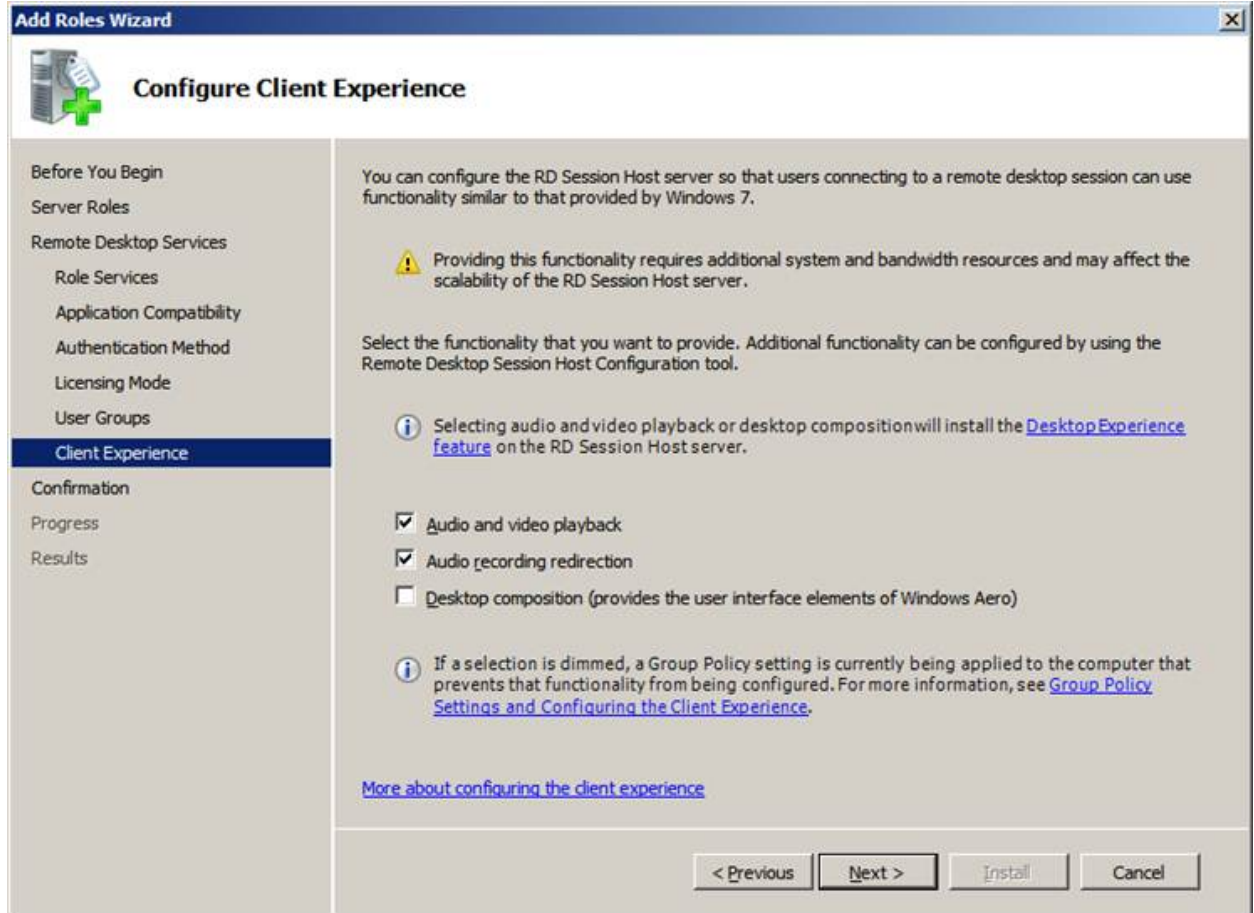 Add Roles Wizard
Configure Client Experience
Before You Begin
Server Roles
Remote Desktop Services
Role Services
Application Compatibility
Authentication Method
Licensing Mode
User Groups
Client Experience
Confirmation
Progress
Results
You can configure the RD Session Host server so that users connecting to a remote desktop session can use
functionality similar to that provided by Windows 7.
Providing this functionality requires additional system and bandwidth resources and may affect the
scalability of the RD Session Host server.
Select the functionality that you want to provide. Additional functionality can be configured by using the
Remote Desktop Session Host Configuration tool.
Selecting audio and video playback or desktop composition will install the Desktop Experience
feature on the RD Session Host server.
Audio and video playback
Audio recording redirection
Desktop composition (provides the user interface elements of Windows Aero)
If a selection is dimmed, a Group Policy setting is currently being applied to the computer that
prevents that functionality from being configured. For more information, see Group Policy
Settings and Configuring the Client Experience.
More about configuring the client experience
< Previous
Next >
Install
Cancel